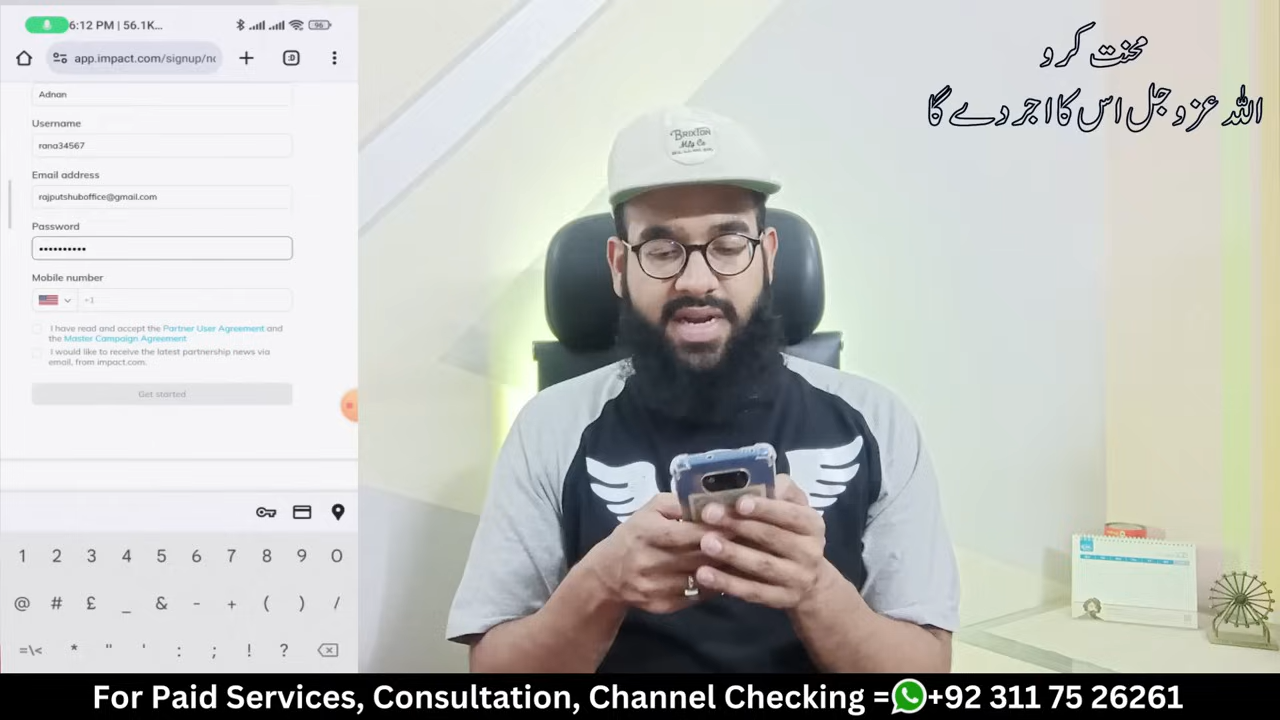 6:12 PM | 56.1K...
96
app.impact.com/signup/nc
:D
Adnan
Username
rana34567
Email address
rajputshuboffice@gmail.com
Password
••••••••••
Mobile number
+1
I have read and accept the Partner User Agreement and
the Master Campaign Agreement
I would like to receive the latest partnership news via
email, from impact.com.
Get started
1 2 3 4 5 6 7 8 9 0
@ # £ _ & - + ( ) /
=\< * " ' : ; ! ?
محنت کرو
اللہ عزوجل اس کا اجر دے گا
BRIXTON
Mfg Co
For Paid Services, Consultation, Channel Checking = +92 311 75 26261